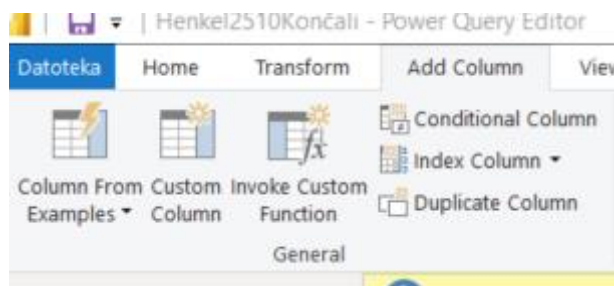 Henkel2510Končali - Power Query Editor
Datoteka Home Transform Add Column View
Column From Examples
Custom Column
Invoke Custom Function
Conditional Column
Index Column
Duplicate Column
General